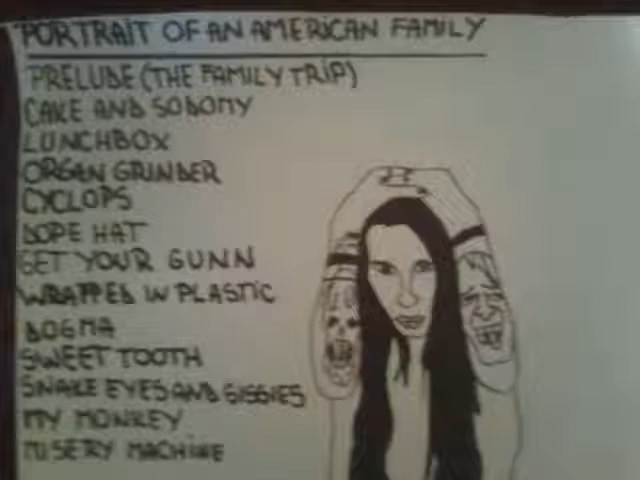 PORTRAIT OF AN AMERICAN FAMILY
PRELUDE (THE FAMILY TRIP)
CAKE AND SODOMY
LUNCHBOX
ORGAN GRINDER
CYCLOPS
DOPE HAT
GET YOUR GUNN
WRAPPED IN PLASTIC
DOGMA
SWEET TOOTH
SNAKE EYES AND SISSIES
MY MONKEY
MISERY MACHINE